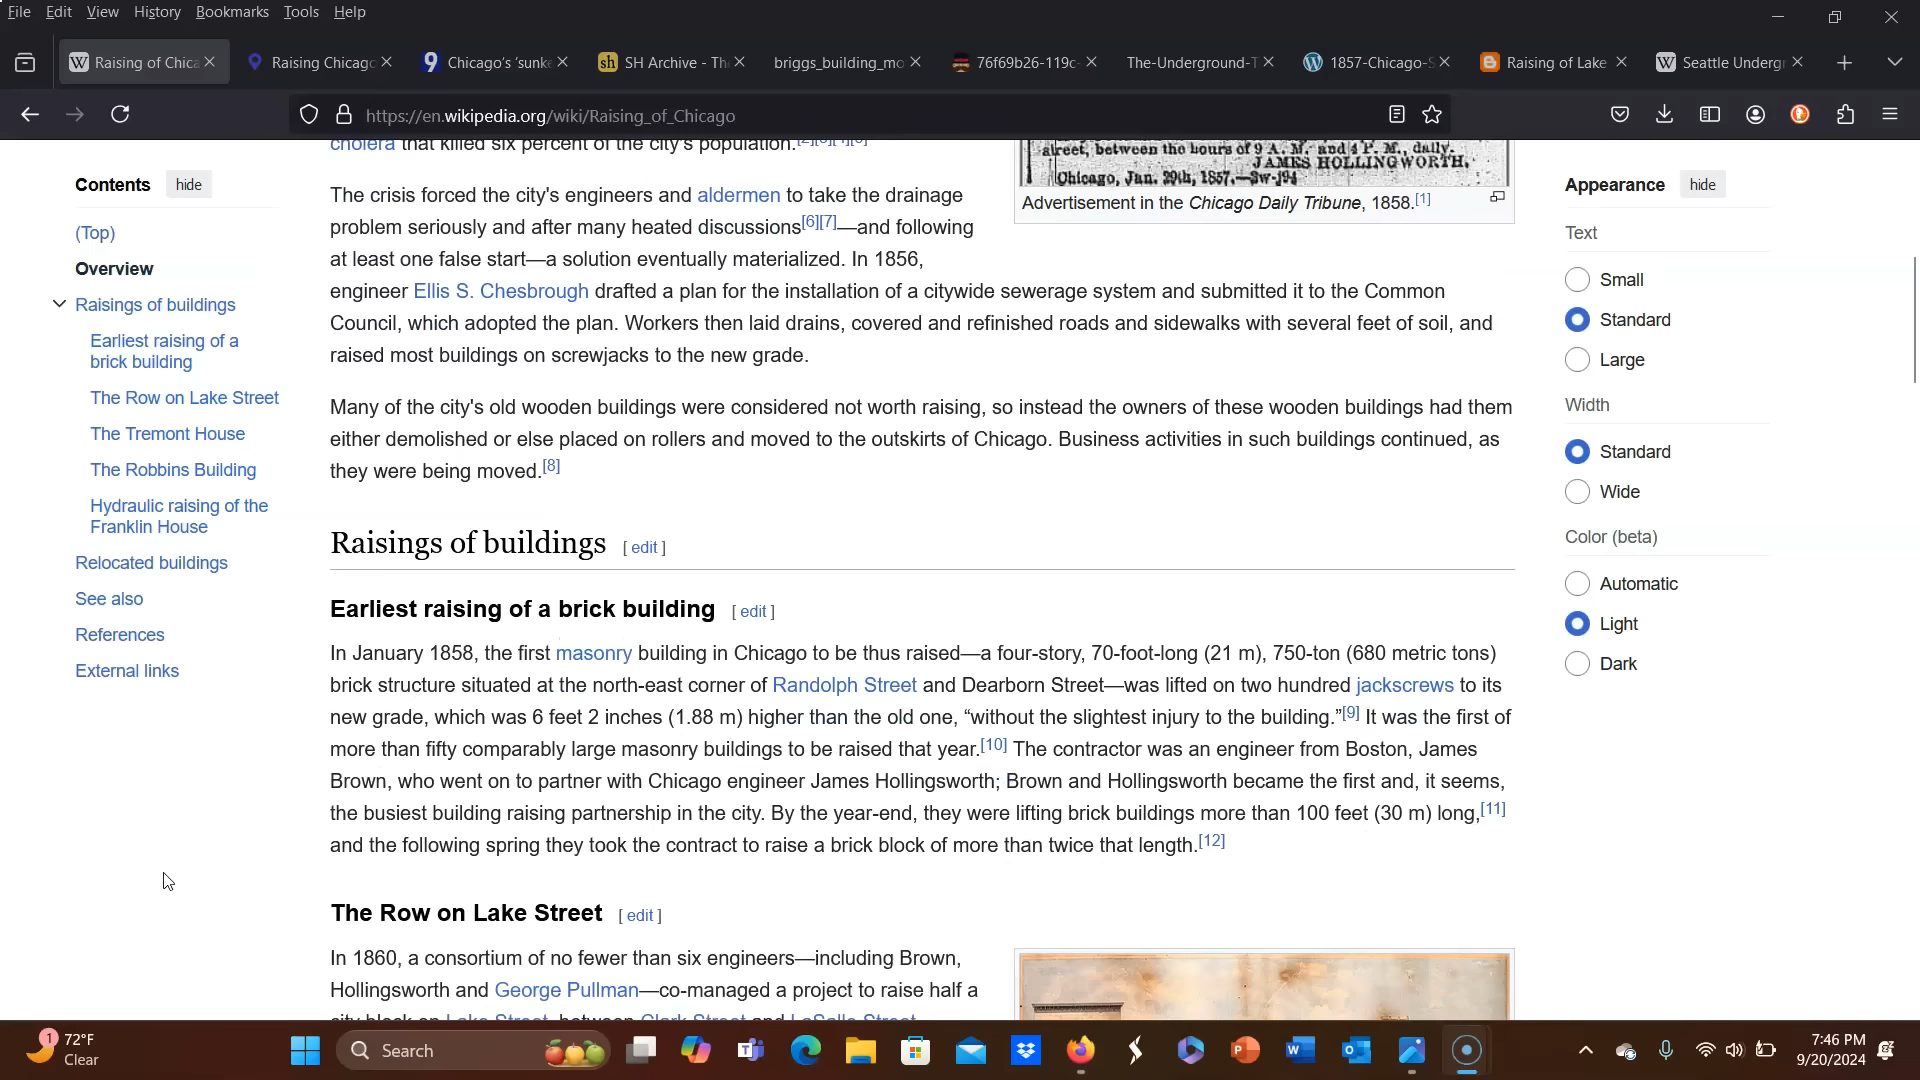 File Edit View History Bookmarks Tools Help
Raising of Chica Raising Chicago Chicago's 'sunke SH Archive - Th briggs_building_mo 76f69b26-119c- The-Underground-T 1857-Chicago-S Raising of Lake Seattle Undergr
https://en.wikipedia.org/wiki/Raising_of_Chicago
cholera that killed six percent of the city's population.
street, between the hours of 9 A. M. and 4 P. M., daily.
JAMES HOLLINGWORTH.
Chicago, Jan. 29th, 1857.—3w-j94
Advertisement in the Chicago Daily Tribune, 1858.[1]
Contents hide
(Top)
Overview
Raisings of buildings
Earliest raising of a
brick building
The Row on Lake Street
The Tremont House
The Robbins Building
Hydraulic raising of the
Franklin House
Relocated buildings
See also
References
External links
The crisis forced the city's engineers and aldermen to take the drainage
problem seriously and after many heated discussions[6][7]—and following
at least one false start—a solution eventually materialized. In 1856,
engineer Ellis S. Chesbrough drafted a plan for the installation of a citywide sewerage system and submitted it to the Common
Council, which adopted the plan. Workers then laid drains, covered and refinished roads and sidewalks with several feet of soil, and
raised most buildings on screwjacks to the new grade.
Many of the city's old wooden buildings were considered not worth raising, so instead the owners of these wooden buildings had them
either demolished or else placed on rollers and moved to the outskirts of Chicago. Business activities in such buildings continued, as
they were being moved.[8]
Raisings of buildings [ edit ]
Earliest raising of a brick building [ edit ]
In January 1858, the first masonry building in Chicago to be thus raised—a four-story, 70-foot-long (21 m), 750-ton (680 metric tons)
brick structure situated at the north-east corner of Randolph Street and Dearborn Street—was lifted on two hundred jackscrews to its
new grade, which was 6 feet 2 inches (1.88 m) higher than the old one, “without the slightest injury to the building.”[9] It was the first of
more than fifty comparably large masonry buildings to be raised that year.[10] The contractor was an engineer from Boston, James
Brown, who went on to partner with Chicago engineer James Hollingsworth; Brown and Hollingsworth became the first and, it seems,
the busiest building raising partnership in the city. By the year-end, they were lifting brick buildings more than 100 feet (30 m) long,[11]
and the following spring they took the contract to raise a brick block of more than twice that length.[12]
The Row on Lake Street [ edit ]
In 1860, a consortium of no fewer than six engineers—including Brown,
Hollingsworth and George Pullman—co-managed a project to raise half a
city block on Lake Street, between Clark Street and LaSalle Street
Appearance hide
Text
Small
Standard
Large
Width
Standard
Wide
Color (beta)
Automatic
Light
Dark
1
72°F
Clear
Search
7:46 PM
9/20/2024